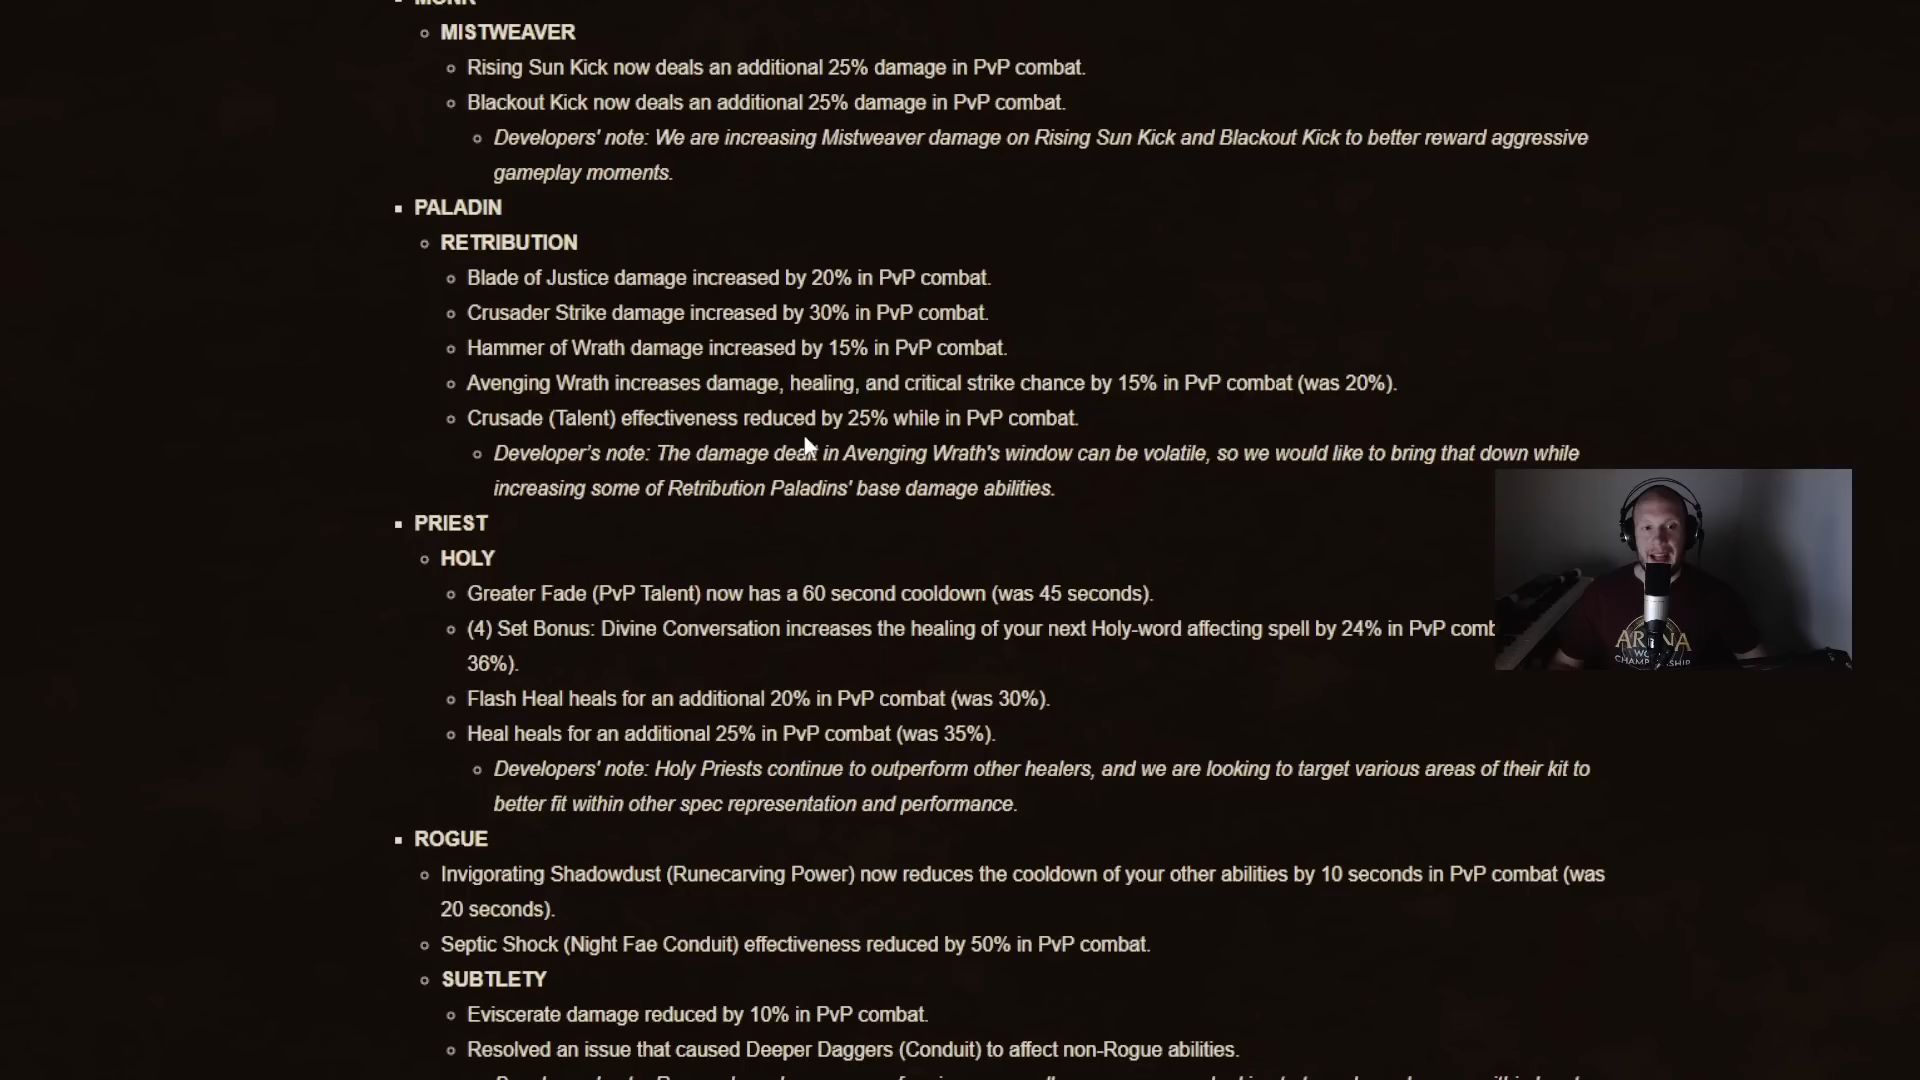 MONK
MISTWEAVER
Rising Sun Kick now deals an additional 25% damage in PvP combat.
Blackout Kick now deals an additional 25% damage in PvP combat.
Developers' note: We are increasing Mistweaver damage on Rising Sun Kick and Blackout Kick to better reward aggressive
gameplay moments.
PALADIN
RETRIBUTION
Blade of Justice damage increased by 20% in PvP combat.
Crusader Strike damage increased by 30% in PvP combat.
Hammer of Wrath damage increased by 15% in PvP combat.
Avenging Wrath increases damage, healing, and critical strike chance by 15% in PvP combat (was 20%).
Crusade (Talent) effectiveness reduced by 25% while in PvP combat.
Developer's note: The damage dealt in Avenging Wrath's window can be volatile, so we would like to bring that down while
increasing some of Retribution Paladins' base damage abilities.
PRIEST
HOLY
Greater Fade (PvP Talent) now has a 60 second cooldown (was 45 seconds).
(4) Set Bonus: Divine Conversation increases the healing of your next Holy-word affecting spell by 24% in PvP comb
36%).
Flash Heal heals for an additional 20% in PvP combat (was 30%).
Heal heals for an additional 25% in PvP combat (was 35%).
Developers' note: Holy Priests continue to outperform other healers, and we are looking to target various areas of their kit to
better fit within other spec representation and performance.
ROGUE
Invigorating Shadowdust (Runecarving Power) now reduces the cooldown of your other abilities by 10 seconds in PvP combat (was
20 seconds).
Septic Shock (Night Fae Conduit) effectiveness reduced by 50% in PvP combat.
SUBTLETY
Eviscerate damage reduced by 10% in PvP combat.
Resolved an issue that caused Deeper Daggers (Conduit) to affect non-Rogue abilities.